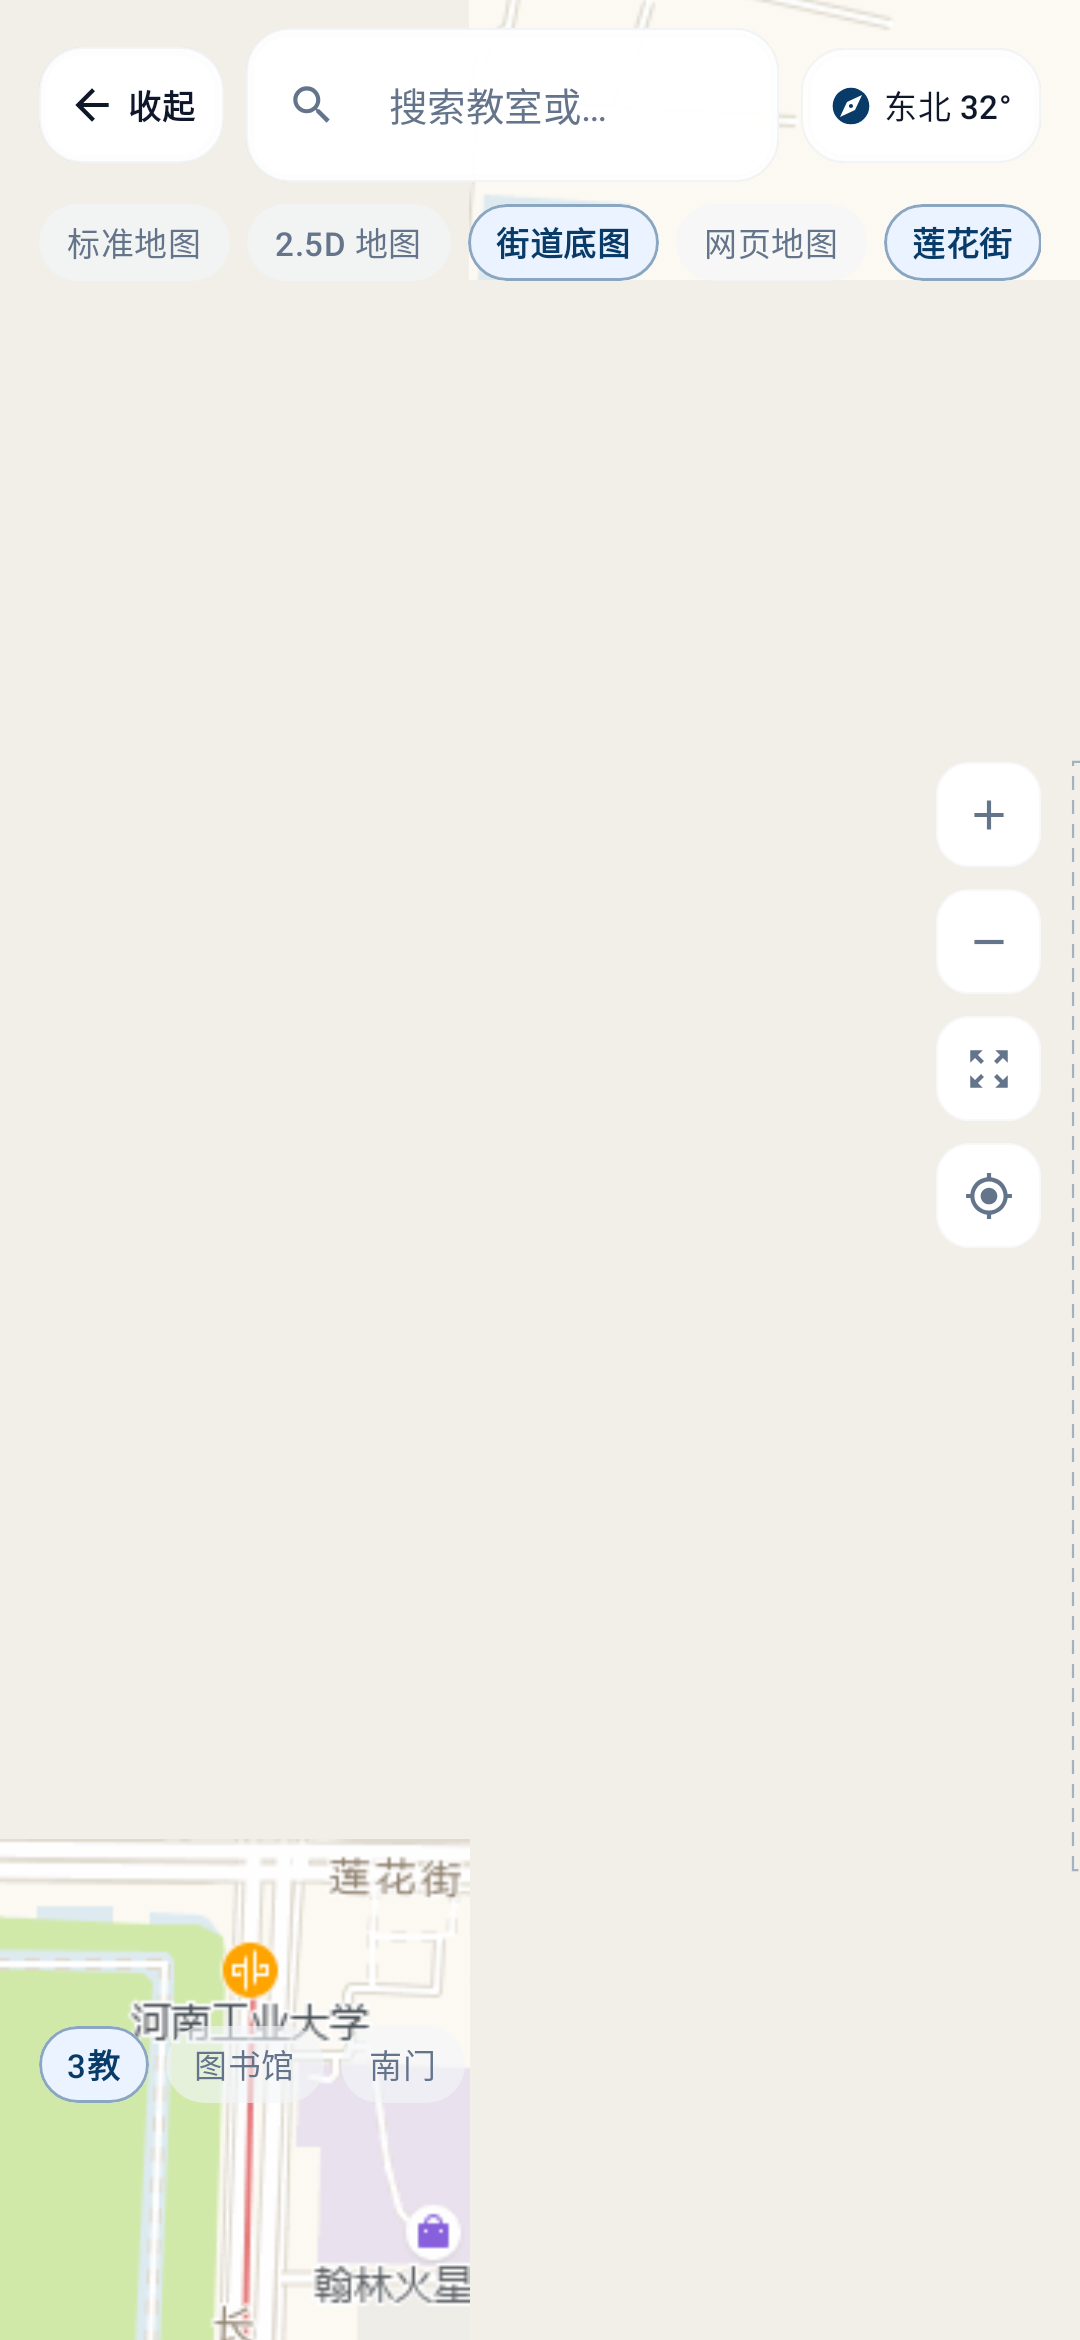 收起
搜索教室或...
东北 32°
标准地图
2.5D 地图
街道底图
网页地图
莲花街
莲花街
河南工业大学
3教
图书馆
南门
翰林火星
长